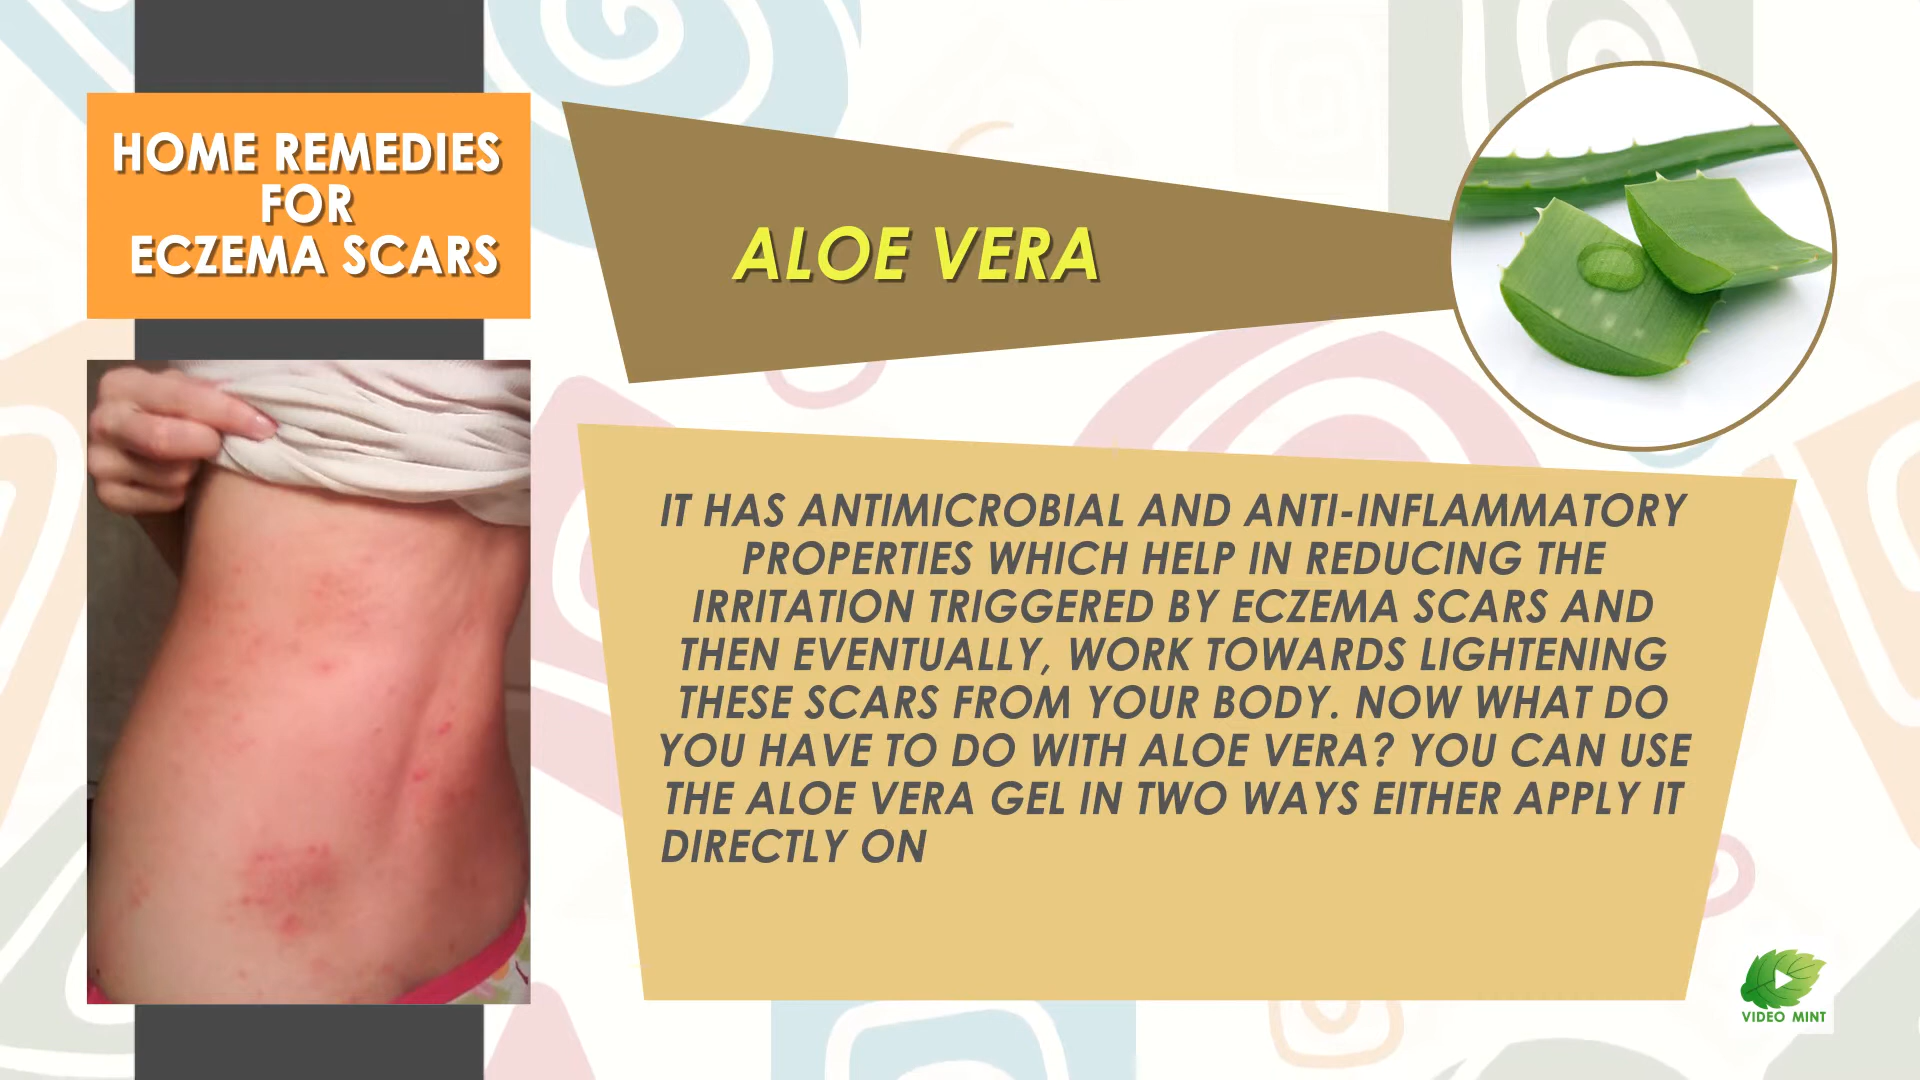 HOME REMEDIES
FOR
ECZEMA SCARS
ALOE VERA
IT HAS ANTIMICROBIAL AND ANTI-INFLAMMATORY
PROPERTIES WHICH HELP IN REDUCING THE
IRRITATION TRIGGERED BY ECZEMA SCARS AND
THEN EVENTUALLY, WORK TOWARDS LIGHTENING
THESE SCARS FROM YOUR BODY. NOW WHAT DO
YOU HAVE TO DO WITH ALOE VERA? YOU CAN USE
THE ALOE VERA GEL IN TWO WAYS EITHER APPLY IT
DIRECTLY ON
VIDEO MINT